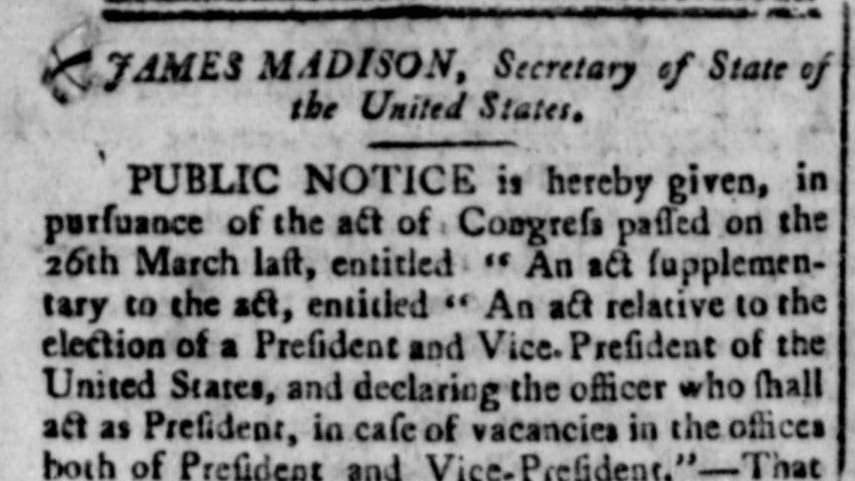 JAMES MADISON, Secretary of State of
the United States.
PUBLIC NOTICE is hereby given, in
purſuance of the act of Congreſs paſſed on the
26th March laſt, entitled “ An act ſupplemen-
tary to the act, entitled “ An act relative to the
election of a Preſident and Vice-Preſident of the
United States, and declaring the officer who ſhall
act as Preſident, in caſe of vacancies in the offices
both of Preſident and Vice-Preſident,”—That